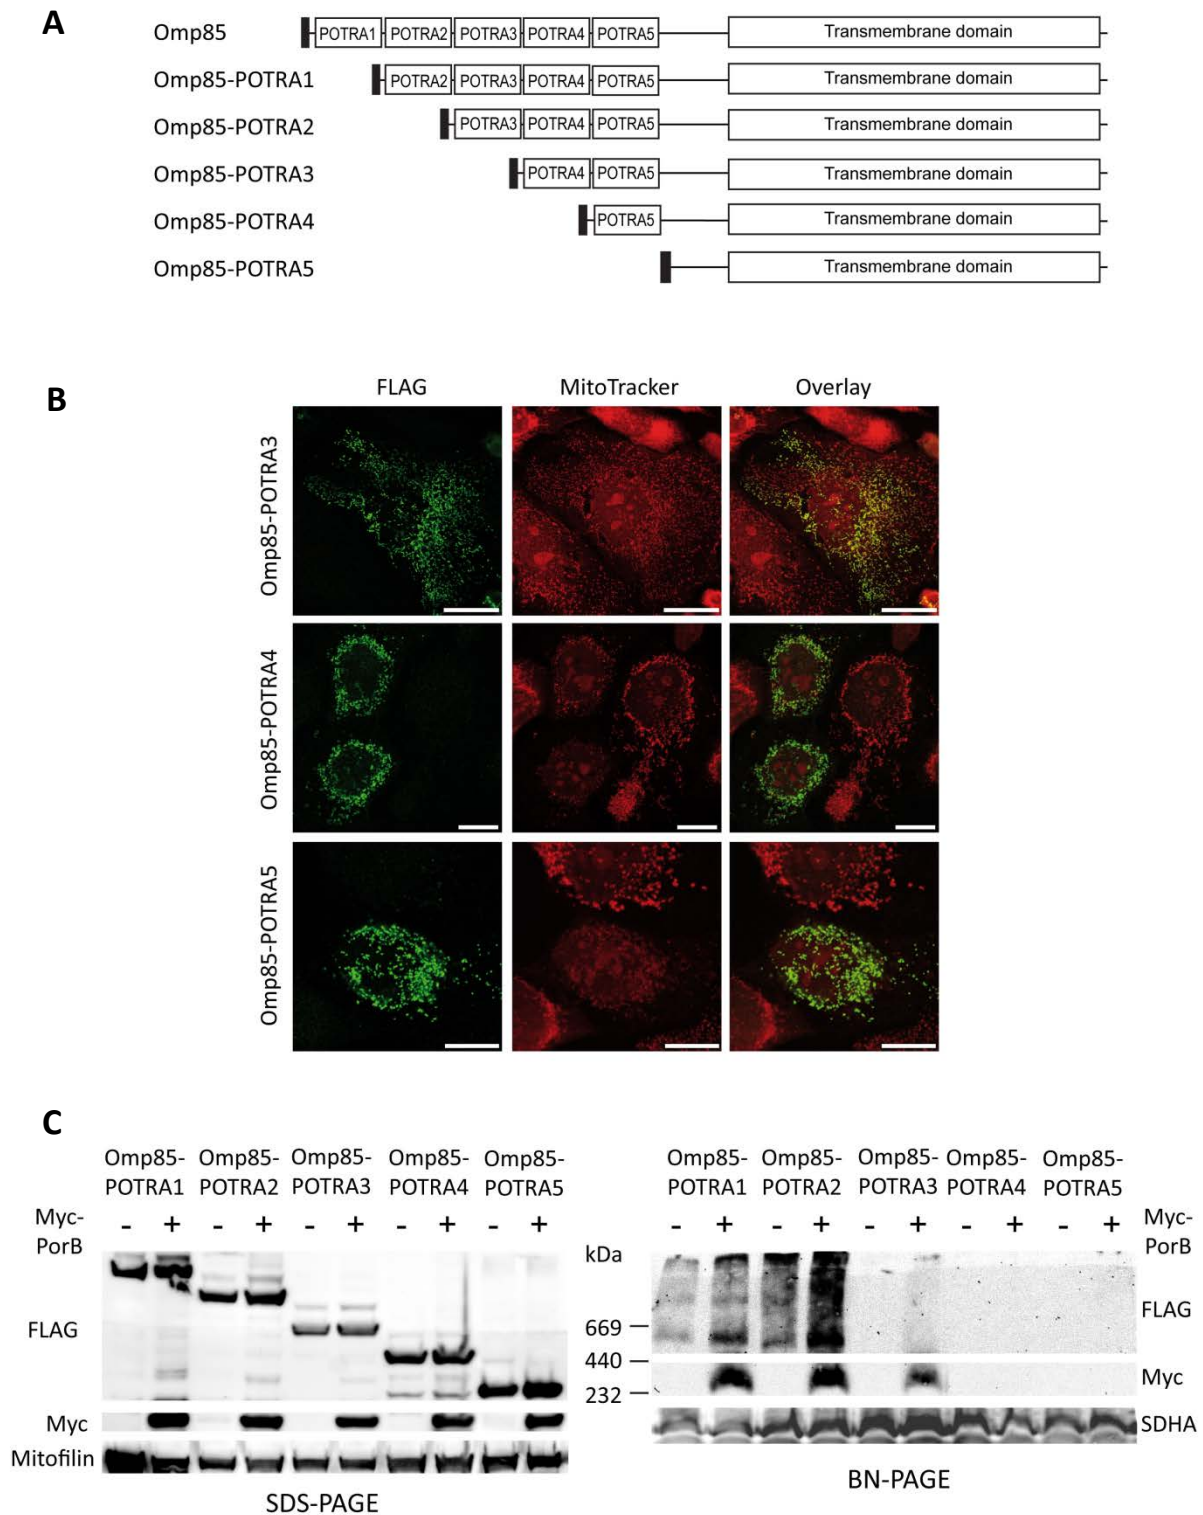 A
Omp85 POTRA1 POTRA2 POTRA3 POTRA4 POTRA5 Transmembrane domain
Omp85-POTRA1 POTRA2 POTRA3 POTRA4 POTRA5 Transmembrane domain
Omp85-POTRA2 POTRA3 POTRA4 POTRA5 Transmembrane domain
Omp85-POTRA3 POTRA4 POTRA5 Transmembrane domain
Omp85-POTRA4 POTRA5 Transmembrane domain
Omp85-POTRA5 Transmembrane domain
B
FLAG MitoTracker Overlay
Omp85-POTRA3
Omp85-POTRA4
Omp85-POTRA5
C
Omp85- Omp85- Omp85- Omp85- Omp85-
POTRA1 POTRA2 POTRA3 POTRA4 POTRA5
Myc- - + - + - + - + - +
PorB
FLAG
Myc
Mitofilin
SDS-PAGE
Omp85- Omp85- Omp85- Omp85- Omp85-
POTRA1 POTRA2 POTRA3 POTRA4 POTRA5
- + - + - + - + - + Myc-
PorB
kDa
669
440
232
FLAG
Myc
SDHA
BN-PAGE